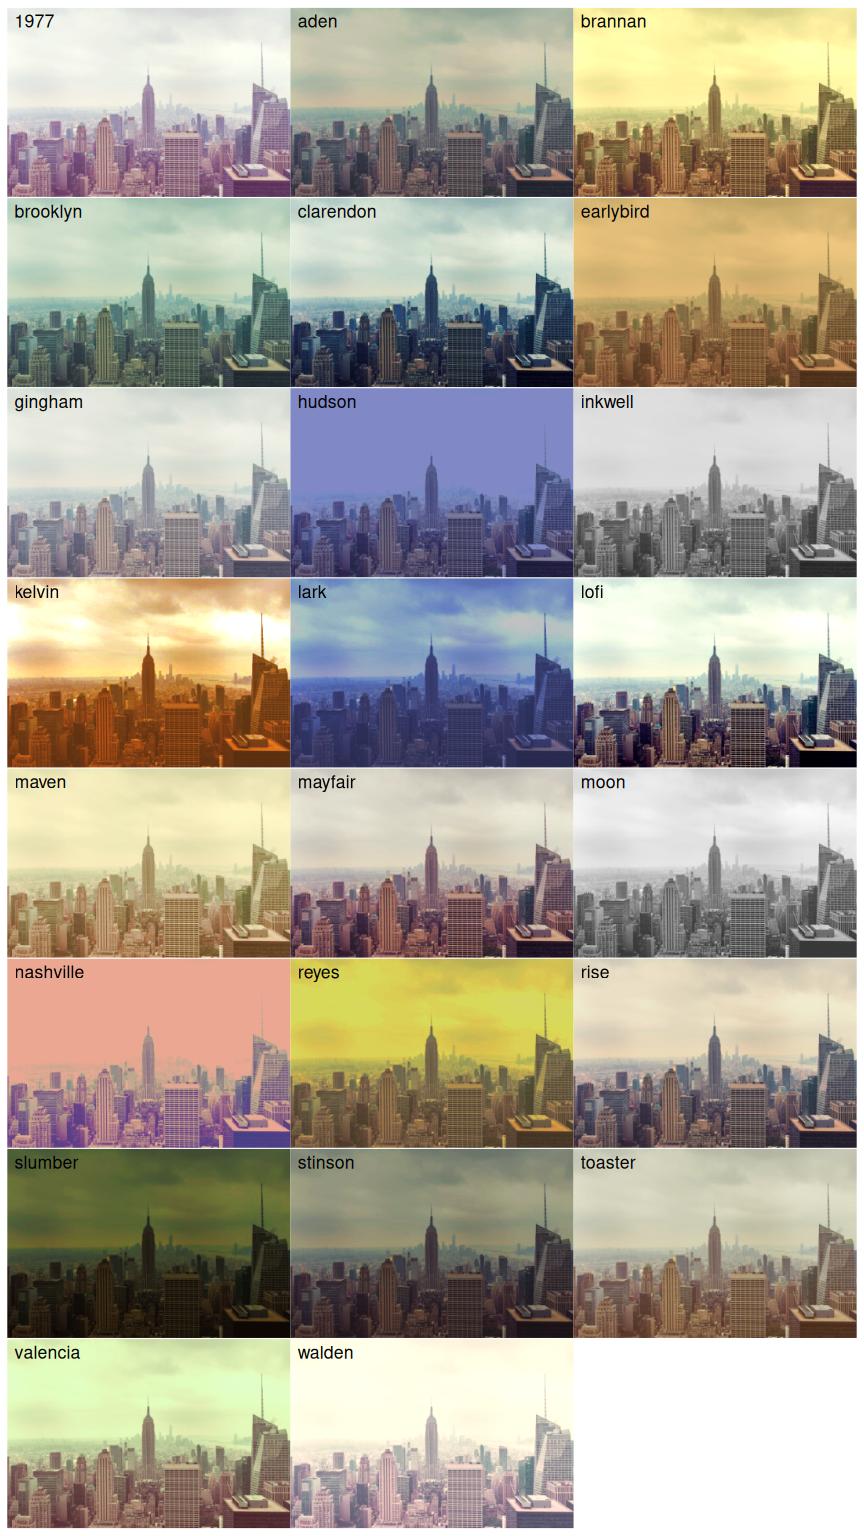 1977
aden
brannan
brooklyn
clarendon
earlybird
gingham
hudson
inkwell
kelvin
lark
lofi
maven
mayfair
moon
nashville
reyes
rise
slumber
stinson
toaster
valencia
walden